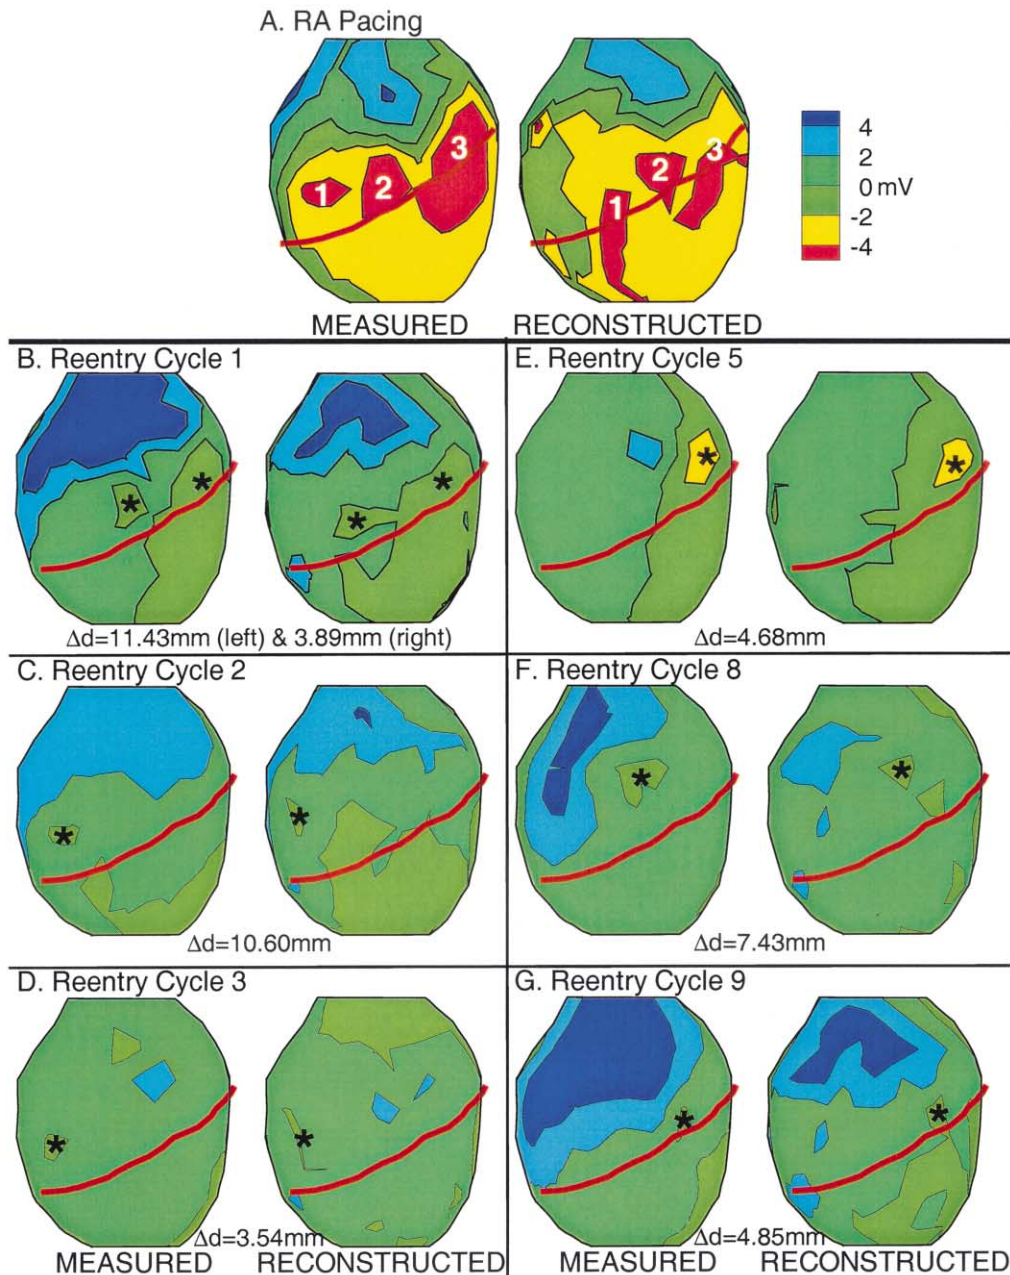 A. RA Pacing
1 2 3
1 2 3
4
2
0 mV
-2
-4
MEASURED RECONSTRUCTED
B. Reentry Cycle 1
* *
* *
Δd=11.43mm (left) & 3.89mm (right)
E. Reentry Cycle 5
* *
Δd=4.68mm
C. Reentry Cycle 2
* *
Δd=10.60mm
F. Reentry Cycle 8
* *
Δd=7.43mm
D. Reentry Cycle 3
* *
Δd=3.54mm
MEASURED RECONSTRUCTED
G. Reentry Cycle 9
* *
Δd=4.85mm
MEASURED RECONSTRUCTED